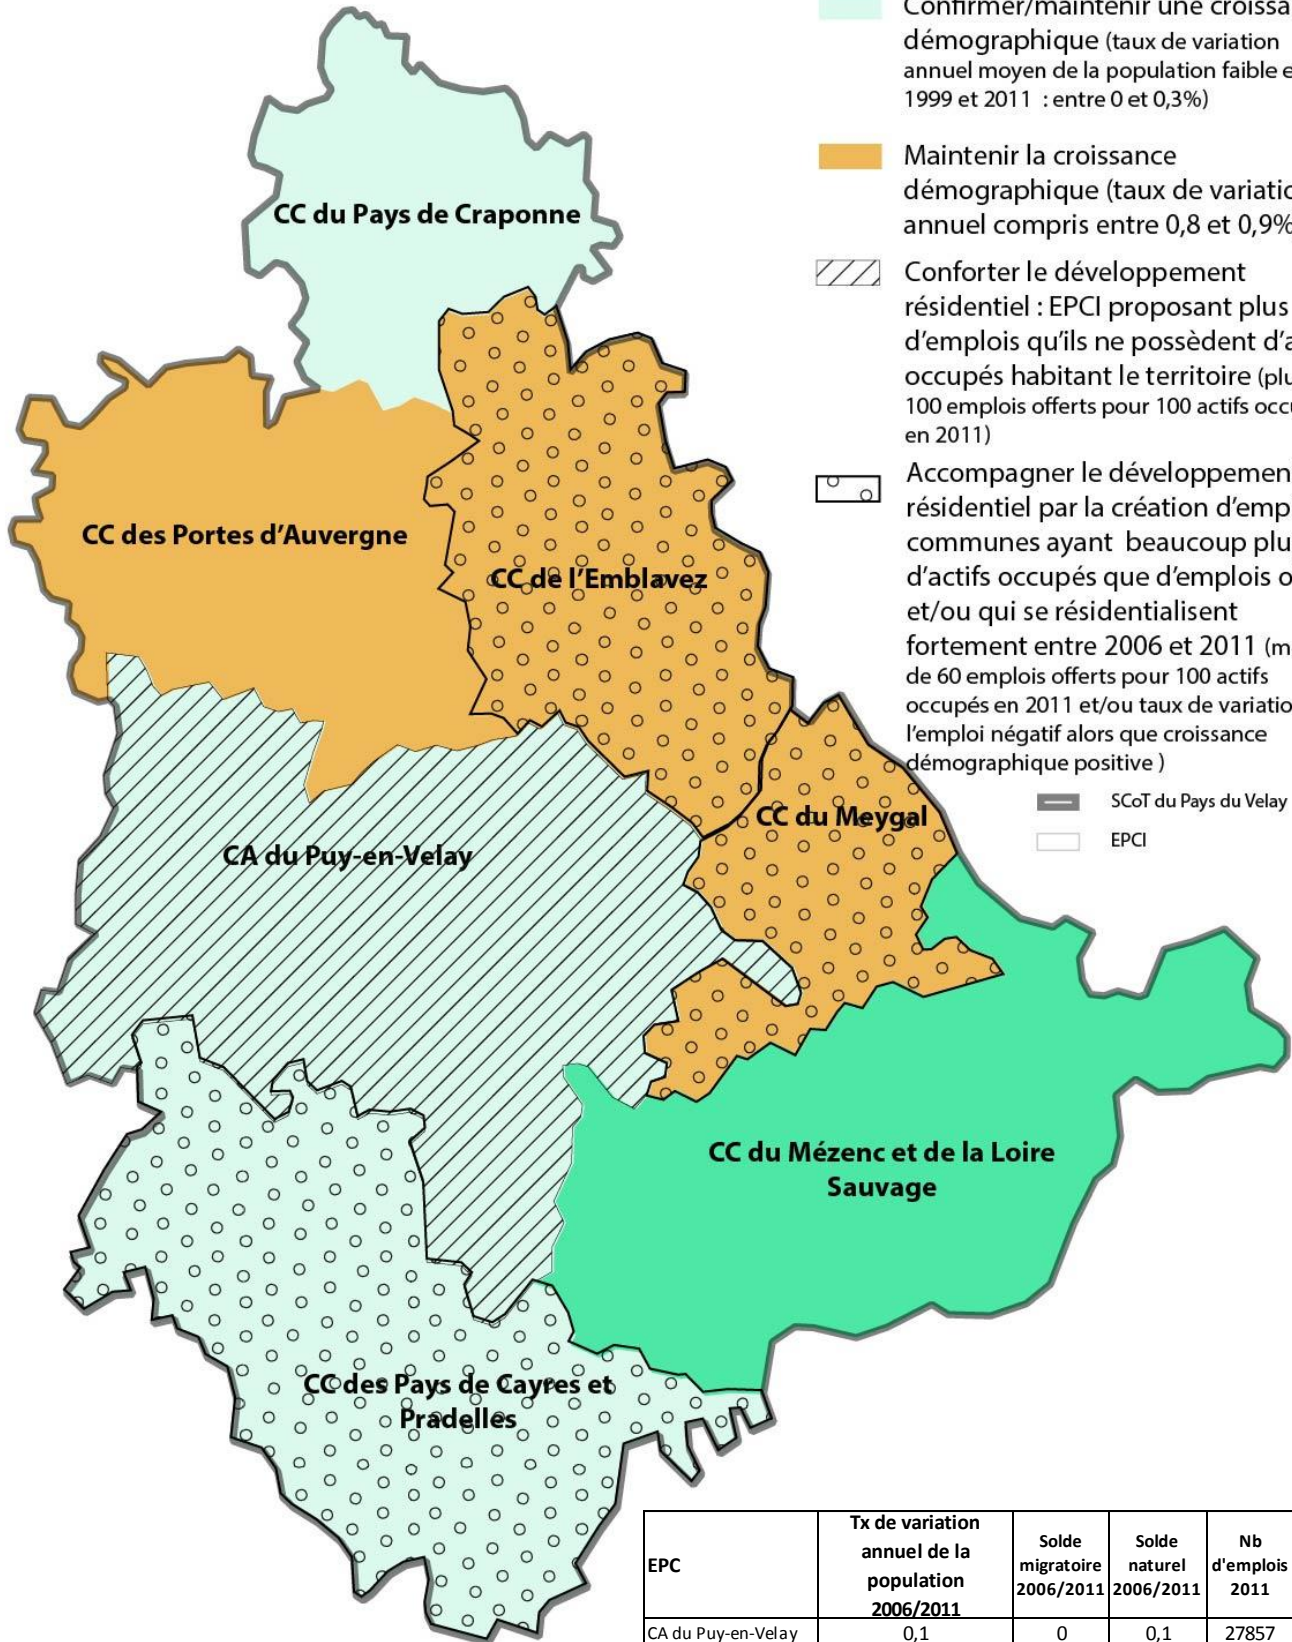 Confirmer/maintenir une
démographique (taux de variation
annuel moyen de la population faible
1999 et 2011 : entre 0 et 0,3%)
Maintenir la croissance
démographique (taux de
annuel compris entre 0,8 et 0,9%
Conforter le développement
résidentiel : EPCI proposant plus
d'emplois qu'ils ne possèdent
occupés habitant le territoire
100 emplois offerts pour 100 actifs
en 2011)
Accompagner le
résidentiel par la création
communes ayant beaucoup
d'actifs occupés que d'emplois
et/ou qui se résidentialisent
fortement entre 2006 et 2011
de 60 emplois offerts pour 100 actifs
occupés en 2011 et/ou taux de
l'emploi négatif alors que croissance
démographique positive )
SCoT du Pays du Velay
EPCI
CC du Pays de Craponne
CC des Portes d'Auvergne
CC de l'Emblavez
CC du Meygal
CA du Puy-en-Velay
CC du Mézenc et de la Loire
Sauvage
CC des Pays de Cayres et
Pradelles
EPC
Tx de variation
annuel de la
population
2006/2011
Solde
migratoire
2006/2011
Solde
naturel
2006/2011
Nb
d'emplois
2011
CA du Puy-en-Velay 0,1 0 0,1 27857